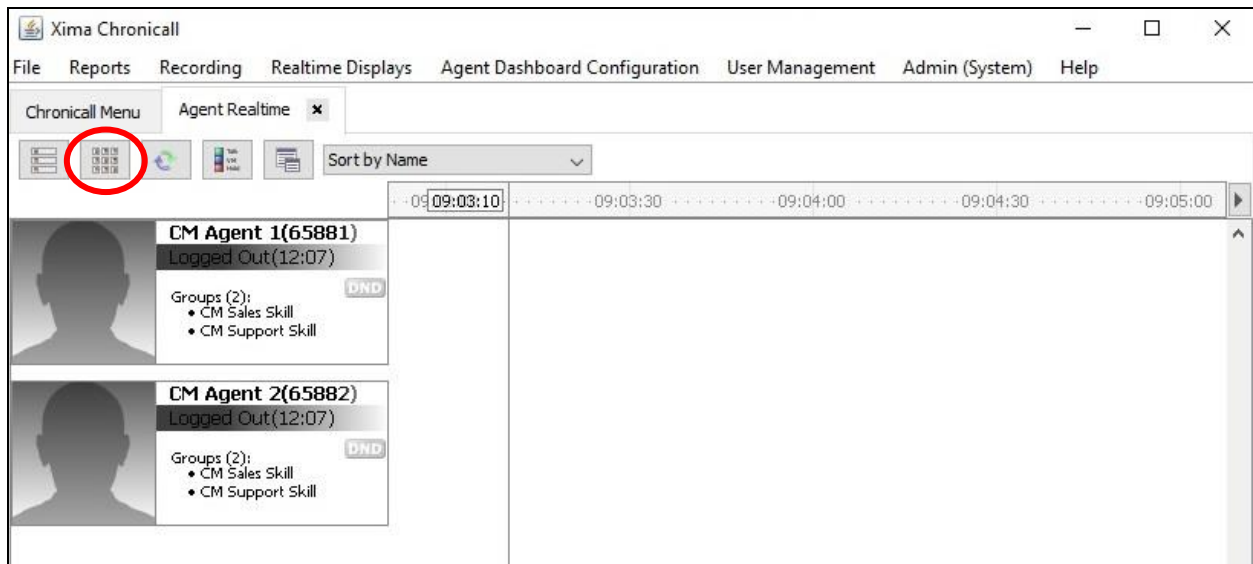 Xima Chronicall
File Reports Recording Realtime Displays Agent Dashboard Configuration User Management Admin (System) Help
Chronicall Menu Agent Realtime
Sort by Name
09 09:03:10 09:03:30 09:04:00 09:04:30 09:05:00
CM Agent 1(65881)
Logged Out(12:07)
DND
Groups (2):
• CM Sales Skill
• CM Support Skill
CM Agent 2(65882)
Logged Out(12:07)
DND
Groups (2):
• CM Sales Skill
• CM Support Skill